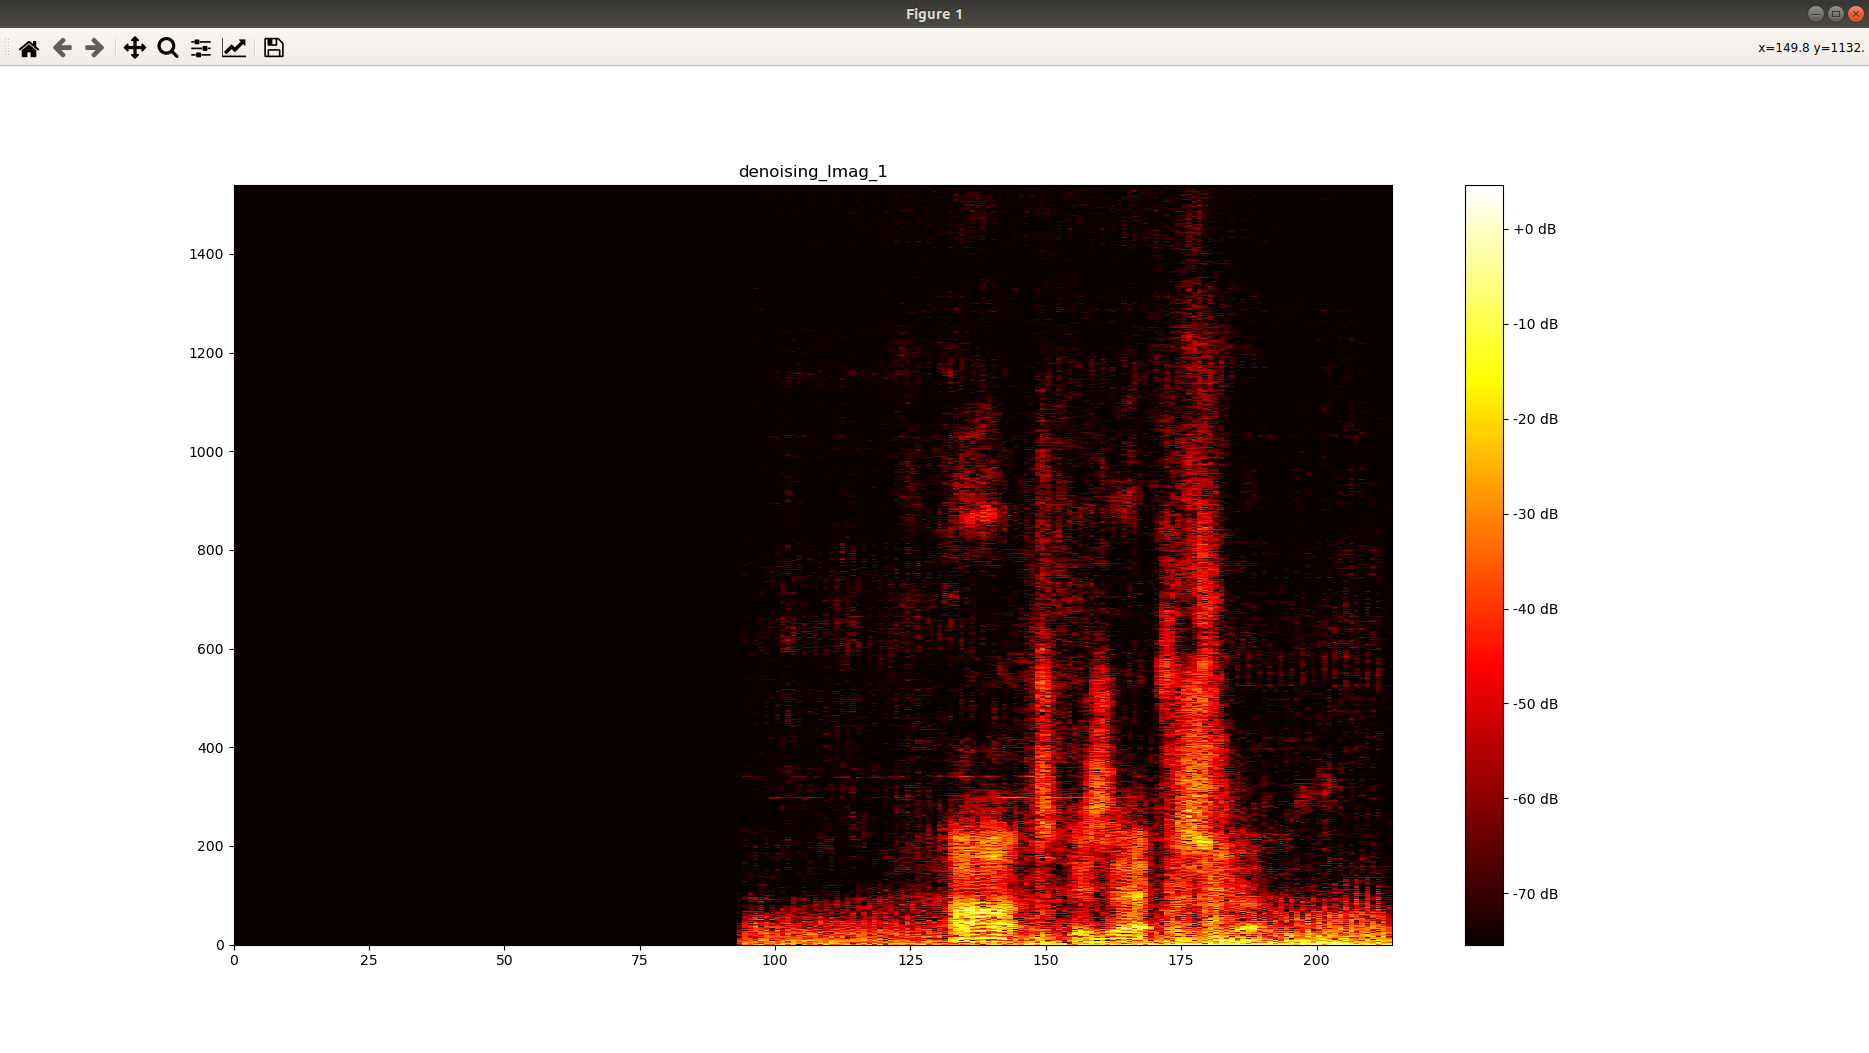 Figure 1
x=149.8 y=1132.
denoising_Imag_1
1400
1200
1000
800
600
400
200
0
0 25 50 75 100 125 150 175 200
+0 dB
-10 dB
-20 dB
-30 dB
-40 dB
-50 dB
-60 dB
-70 dB